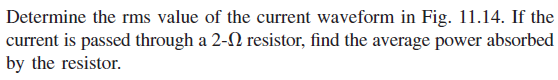 Determine the rms value of the current waveform in Fig. 11.14. If the
current is passed through a 2-Ω resistor, find the average power absorbed
by the resistor.